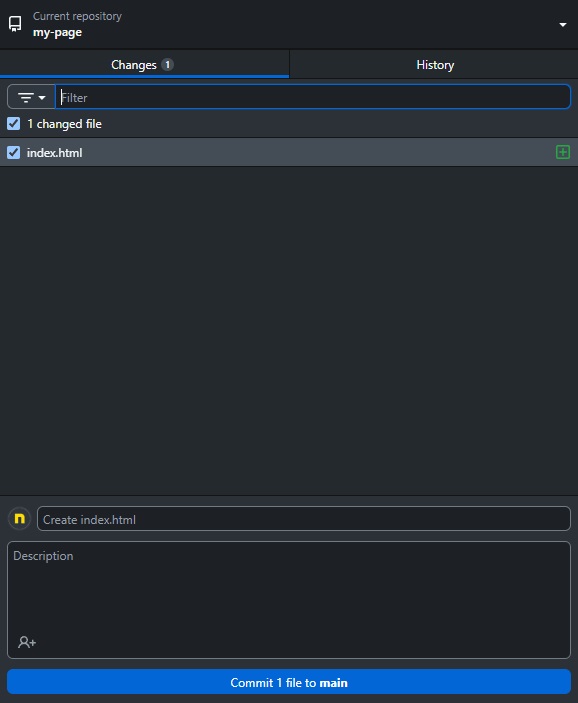 Current repository
my-page
Changes 1
History
Filter
1 changed file
index.html
n
Create index.html
Description
Commit 1 file to main